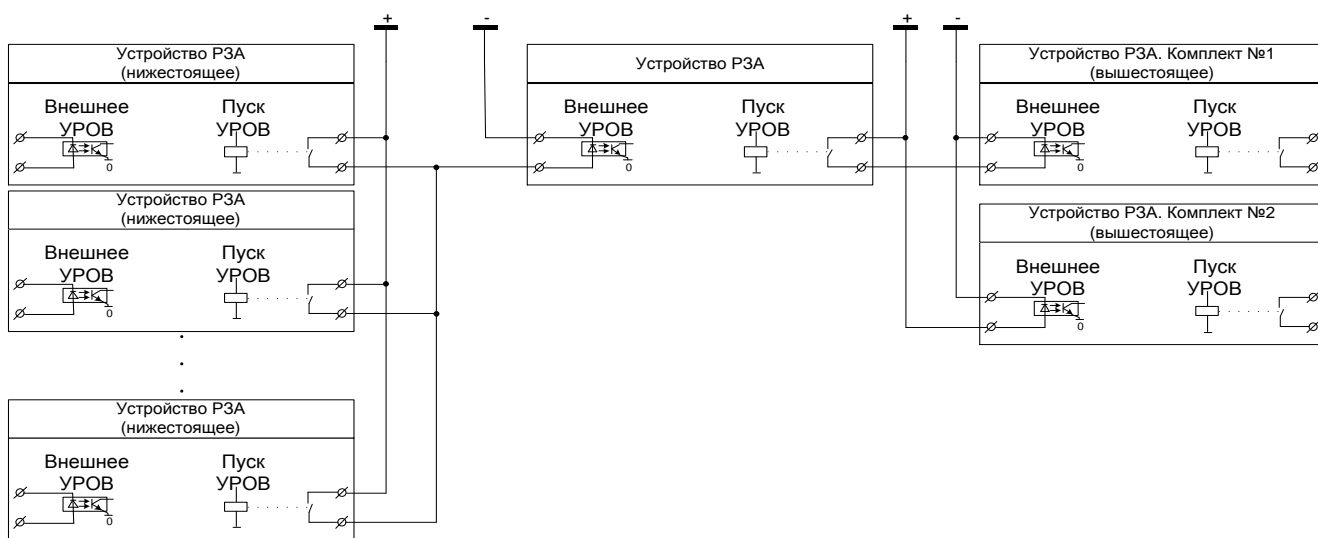 +
-
+
-
Устройство РЗА
(нижестоящее)
Внешнее
УРОВ
Пуск
УРОВ
0
Устройство РЗА
(нижестоящее)
Внешнее
УРОВ
Пуск
УРОВ
0
Устройство РЗА
(нижестоящее)
Внешнее
УРОВ
Пуск
УРОВ
0
Устройство РЗА
Внешнее
УРОВ
Пуск
УРОВ
0
Устройство РЗА. Комплект №1
(вышестоящее)
Внешнее
УРОВ
Пуск
УРОВ
0
Устройство РЗА. Комплект №2
(вышестоящее)
Внешнее
УРОВ
Пуск
УРОВ
0